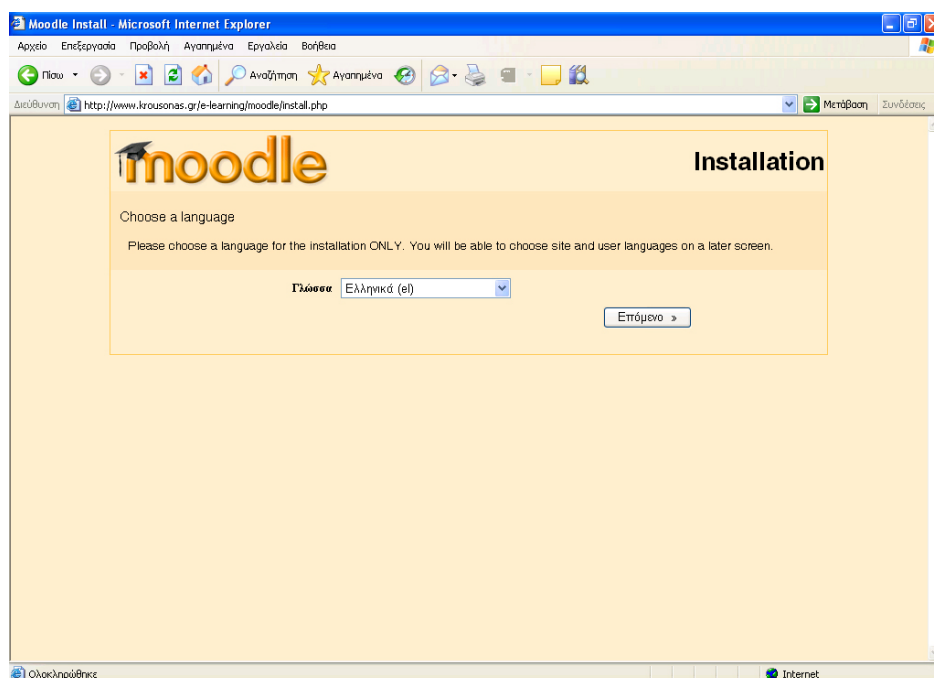 Moodle Install - Microsoft Internet Explorer
Αρχείο Επεξεργασία Προβολή Αγαπημένα Εργαλεία Βοήθεια
Πίσω Αναζήτηση Αγαπημένα
Διεύθυνση http://www.krousonas.gr/e-learning/moodle/install.php Μετάβαση Συνδέσεις
moodle Installation
Choose a language
Please choose a language for the installation ONLY. You will be able to choose site and user languages on a later screen.
Γλώσσα Ελληνικά (el)
Επόμενο »
Ολοκληρώθηκε Internet